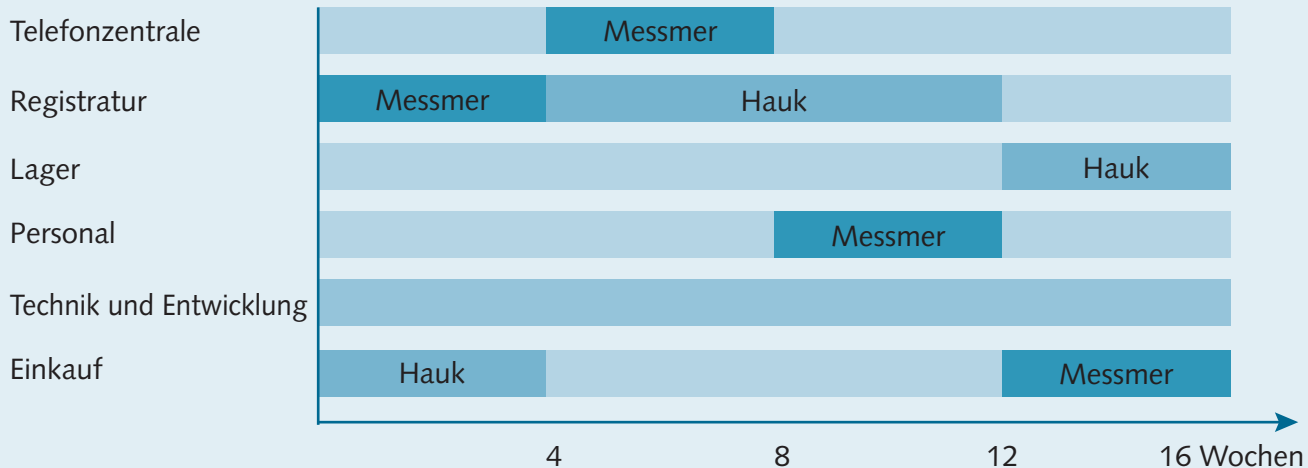 Telefonzentrale Messmer
Registratur Messmer Hauk
Lager Hauk
Personal Messmer
Technik und Entwicklung
Einkauf Hauk Messmer
4 8 12 16 Wochen